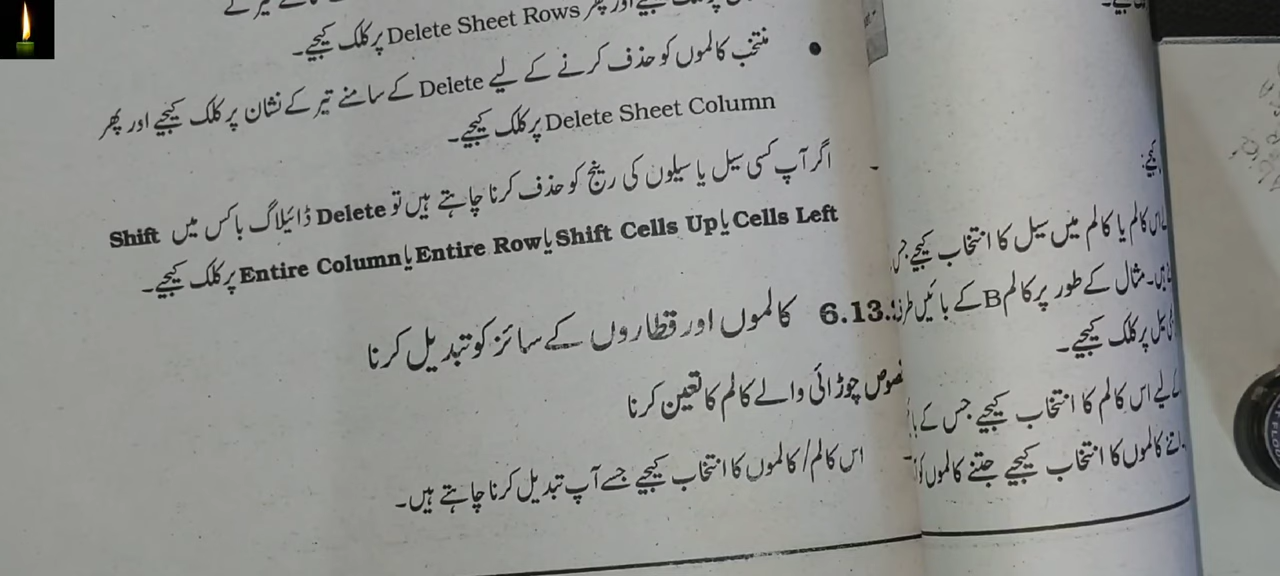 Delete Sheet Rows پر کلک کیجیے۔
منتخب کالموں کو حذف کرنے کے لیے Delete کے سامنے تیر کے نشان پر کلک کیجیے اور پھر
Delete Sheet Column پر کلک کیجیے۔
اگر آپ کسی سیل یا سیلوں کی رینج کو حذف کرنا چاہتے ہیں تو Delete ڈائیلاگ باکس میں Shift
Cells Left یا Shift Cells Up یا Entire Row یا Entire Column پر کلک کیجیے۔
6.13. کالموں اور قطاروں کے سائز کو تبدیل کرنا
چوڑائی والے کالم کا تعین کرنا
اس کالم/ کالموں کا انتخاب کیجیے جسے آپ تبدیل کرنا چاہتے ہیں۔
کیجیے:
اس کالم یا کالم میں سیل کا انتخاب کیجیے جس
ہیں۔ مثال کے طور پر کالم B کے بائیں طرف
پر کلک کیجیے۔
کے لیے اس کالم کا انتخاب کیجیے جس کے
اتنے کالموں کا انتخاب کیجیے جتنے کالموں کو